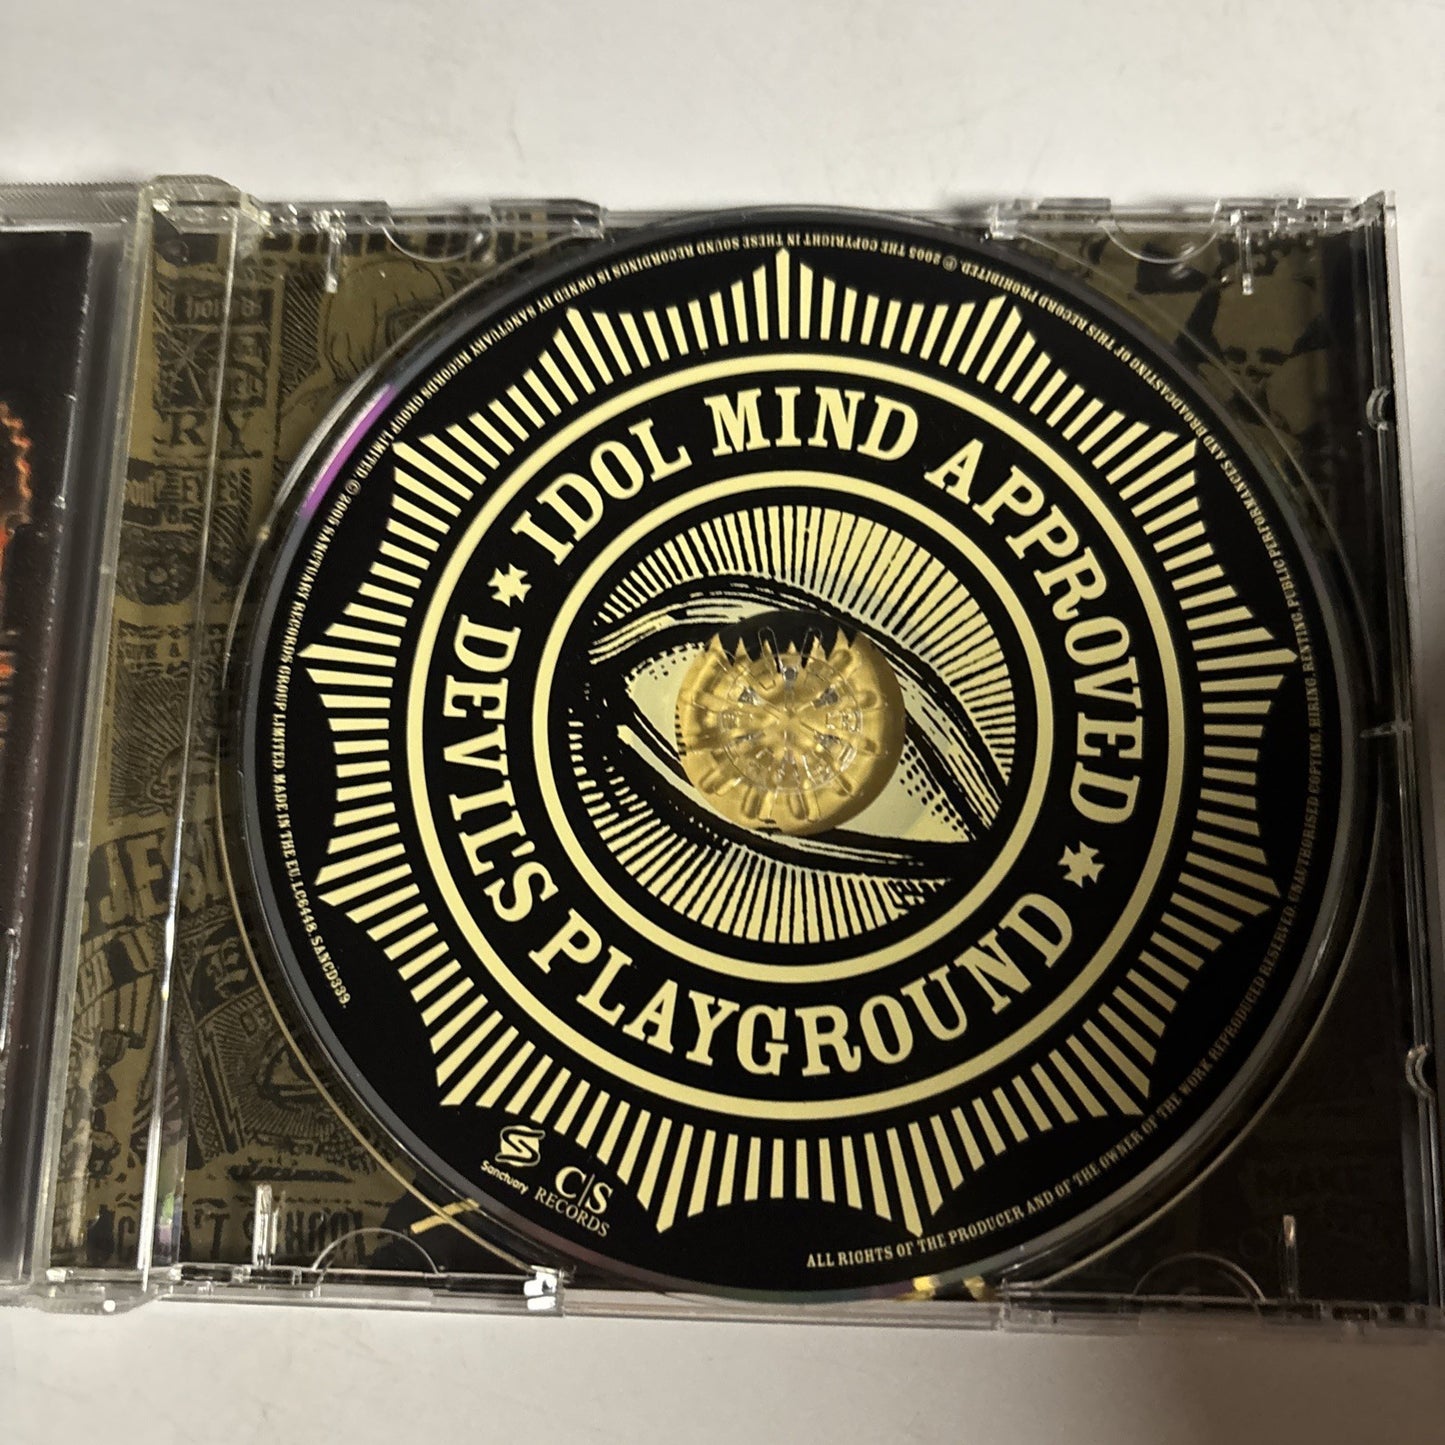 IDOL MIND APPROVED
DEVIL'S PLAYGROUND
Sanctuary
C|S
RECORDS
ALL RIGHTS OF THE PRODUCER AND OF THE OWNER OF THE WORK REPRODUCED RESERVED. UNAUTHORISED COPYING, HIRING, RENTING, PUBLIC PERFORMANCES AND BROADCASTING OF THIS RECORD PROHIBITED. ℗ 2005 THE COPYRIGHT IN THESE SOUND RECORDINGS IS OWNED BY SANCTUARY RECORDS GROUP LIMITED © 2005 SANCTUARY RECORDS GROUP LIMITED. MADE IN THE EU. LC6448. SANCD339.
RY
JES